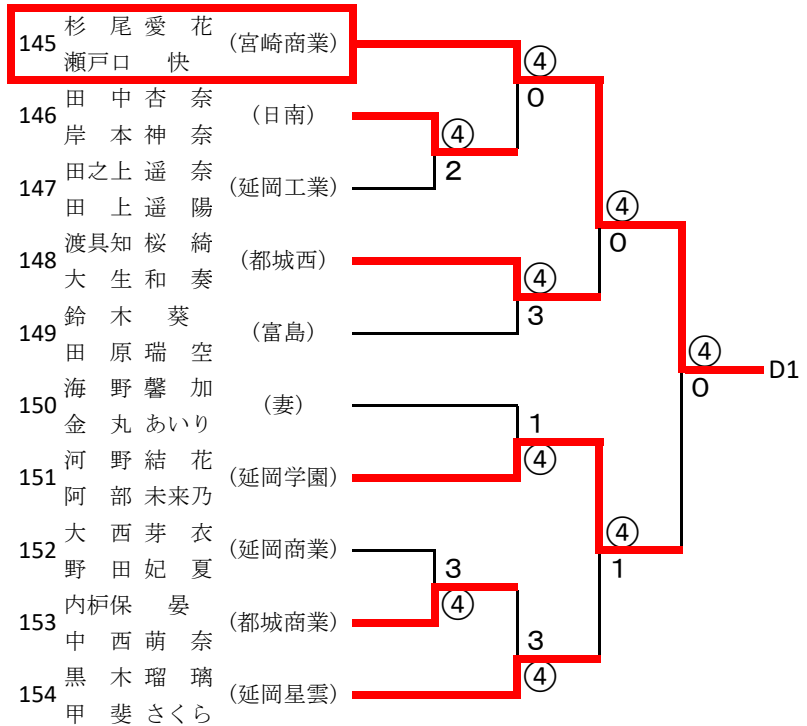 145 杉尾愛花 (宮崎商業)
瀬戸口 快
④
0
146 田中杏奈 (日南)
岸本神奈
④
2
147 田之上遥奈 (延岡工業)
田上遥陽
④
0
148 渡具知桜綺 (都城西)
大生和奏
④
3
149 鈴木 葵 (富島)
田原瑞空
④
0
D1
150 海野馨加 (妻)
金丸あいり
1
④
151 河野結花 (延岡学園)
阿部未来乃
④
1
152 大西芽衣 (延岡商業)
野田妃夏
3
④
153 内枦保 晏 (都城商業)
中西萌奈
3
④
154 黒木瑠璃 (延岡星雲)
甲斐さくら